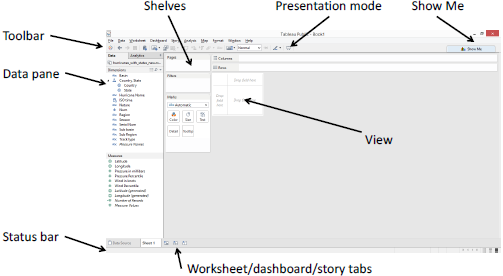 Shelves
Presentation mode
Show Me
Toolbar
Data pane
View
Status bar
Worksheet/dashboard/story tabs
Tableau Public - Book1
File Data Worksheet Dashboard Story Analysis Map Format Window Help
Normal
Show Me
Data
Analytics
Pages
Columns
Rows
Dimensions
Filters
Basin
Country, State
Country
State
Hurricane Name
ISO time
Nature
Num
Region
Season
Serial Num
Sub basin
Sub Region
Track type
Measure Names
Marks
Automatic
Color
Size
Text
Detail
Tooltip
Drop field here
Drop field here
Drop field here
Measures
Latitude
Longitude
Pressure in millibars
Pressure Percentile
Wind in knots
Wind Percentile
Latitude (generated)
Longitude (generated)
Number of Records
Measure Values
Data Source
Sheet 1